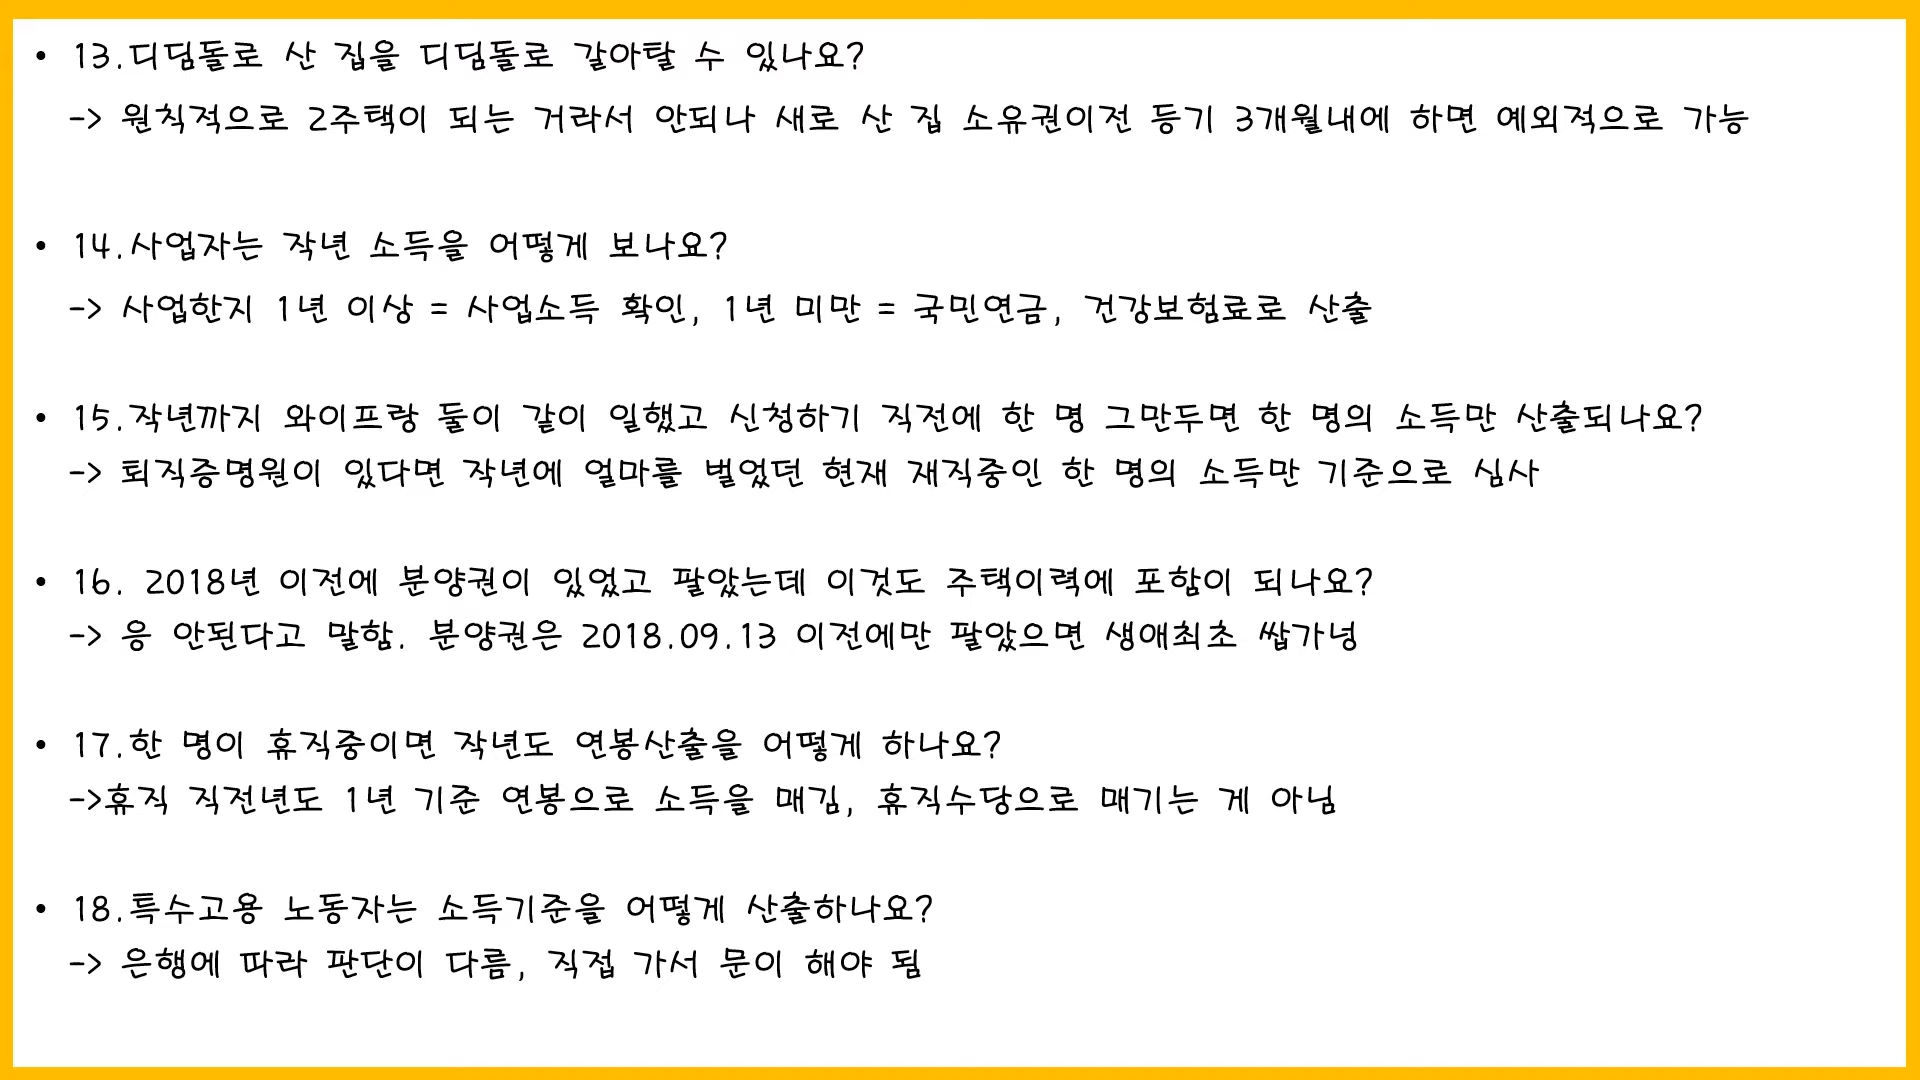 • 13.디딤돌로 산 집을 디딤돌로 갈아탈 수 있나요?
-> 원칙적으로 2주택이 되는 거라서 안되나 새로 산 집 소유권이전 등기 3개월내에 하면 예외적으로 가능
• 14.사업자는 작년 소득을 어떻게 보나요?
-> 사업한지 1년 이상 = 사업소득 확인, 1년 미만 = 국민연금, 건강보험료로 산출
• 15.작년까지 와이프랑 둘이 같이 일했고 신청하기 직전에 한 명 그만두면 한 명의 소득만 산출되나요?
-> 퇴직증명원이 있다면 작년에 얼마를 벌었던 현재 재직중인 한 명의 소득만 기준으로 심사
• 16. 2018년 이전에 분양권이 있었고 팔았는데 이것도 주택이력에 포함이 되나요?
-> 응 안된다고 말함. 분양권은 2018.09.13 이전에만 팔았으면 생애최초 쌉가넝
• 17.한 명이 휴직중이면 작년도 연봉산출을 어떻게 하나요?
->휴직 직전년도 1년 기준 연봉으로 소득을 매김, 휴직수당으로 매기는 게 아님
• 18.특수고용 노동자는 소득기준을 어떻게 산출하나요?
-> 은행에 따라 판단이 다름, 직접 가서 문이 해야 됨